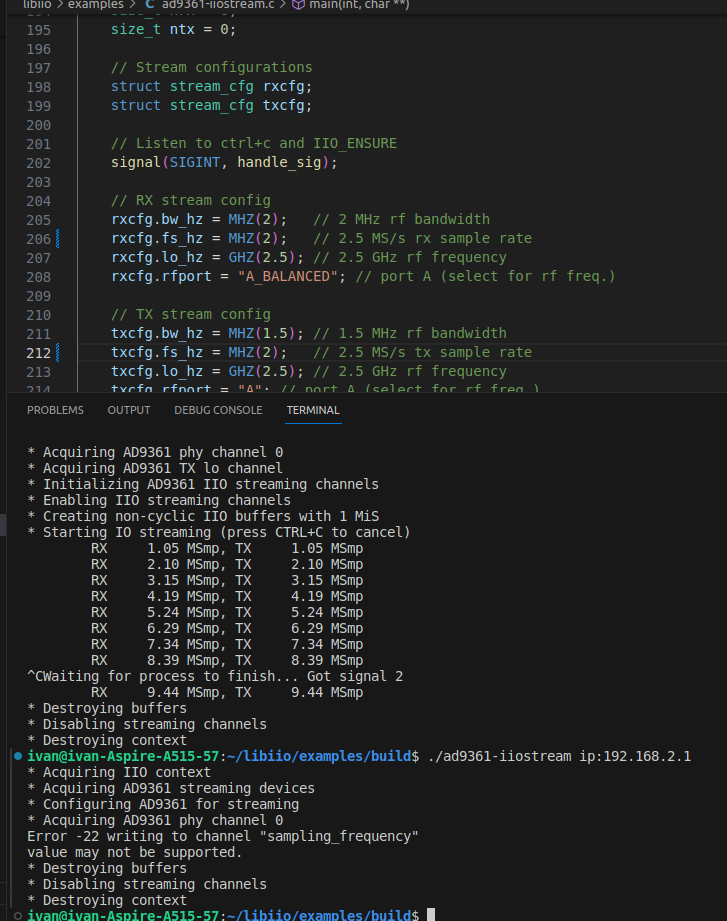 libiio > examples > C ad9361-iiostream.c > main(int, char **)
195 size_t ntx = 0;
196
197 // Stream configurations
198 struct stream_cfg rxcfg;
199 struct stream_cfg txcfg;
200
201 // Listen to ctrl+c and IIO_ENSURE
202 signal(SIGINT, handle_sig);
203
204 // RX stream config
205 rxcfg.bw_hz = MHZ(2);   // 2 MHz rf bandwidth
206 rxcfg.fs_hz = MHZ(2);   // 2.5 MS/s rx sample rate
207 rxcfg.lo_hz = GHZ(2.5); // 2.5 GHz rf frequency
208 rxcfg.rfport = "A_BALANCED"; // port A (select for rf freq.)
209
210 // TX stream config
211 txcfg.bw_hz = MHZ(1.5); // 1.5 MHz rf bandwidth
212 txcfg.fs_hz = MHZ(2);   // 2.5 MS/s tx sample rate
213 txcfg.lo_hz = GHZ(2.5); // 2.5 GHz rf frequency
214 txcfg.rfport = "A"; // port A (select for rf freq.)
PROBLEMS OUTPUT DEBUG CONSOLE TERMINAL
* Acquiring AD9361 phy channel 0
* Acquiring AD9361 TX lo channel
* Initializing AD9361 IIO streaming channels
* Enabling IIO streaming channels
* Creating non-cyclic IIO buffers with 1 MiS
* Starting IO streaming (press CTRL+C to cancel)
RX 1.05 MSmp, TX 1.05 MSmp
RX 2.10 MSmp, TX 2.10 MSmp
RX 3.15 MSmp, TX 3.15 MSmp
RX 4.19 MSmp, TX 4.19 MSmp
RX 5.24 MSmp, TX 5.24 MSmp
RX 6.29 MSmp, TX 6.29 MSmp
RX 7.34 MSmp, TX 7.34 MSmp
RX 8.39 MSmp, TX 8.39 MSmp
^CWaiting for process to finish... Got signal 2
RX 9.44 MSmp, TX 9.44 MSmp
* Destroying buffers
* Disabling streaming channels
* Destroying context
ivan@ivan-Aspire-A515-57:~/libiio/examples/build$ ./ad9361-iiostream ip:192.168.2.1
* Acquiring IIO context
* Acquiring AD9361 streaming devices
* Configuring AD9361 for streaming
* Acquiring AD9361 phy channel 0
Error -22 writing to channel "sampling_frequency"
value may not be supported.
* Destroying buffers
* Disabling streaming channels
* Destroying context
ivan@ivan-Aspire-A515-57:~/libiio/examples/build$